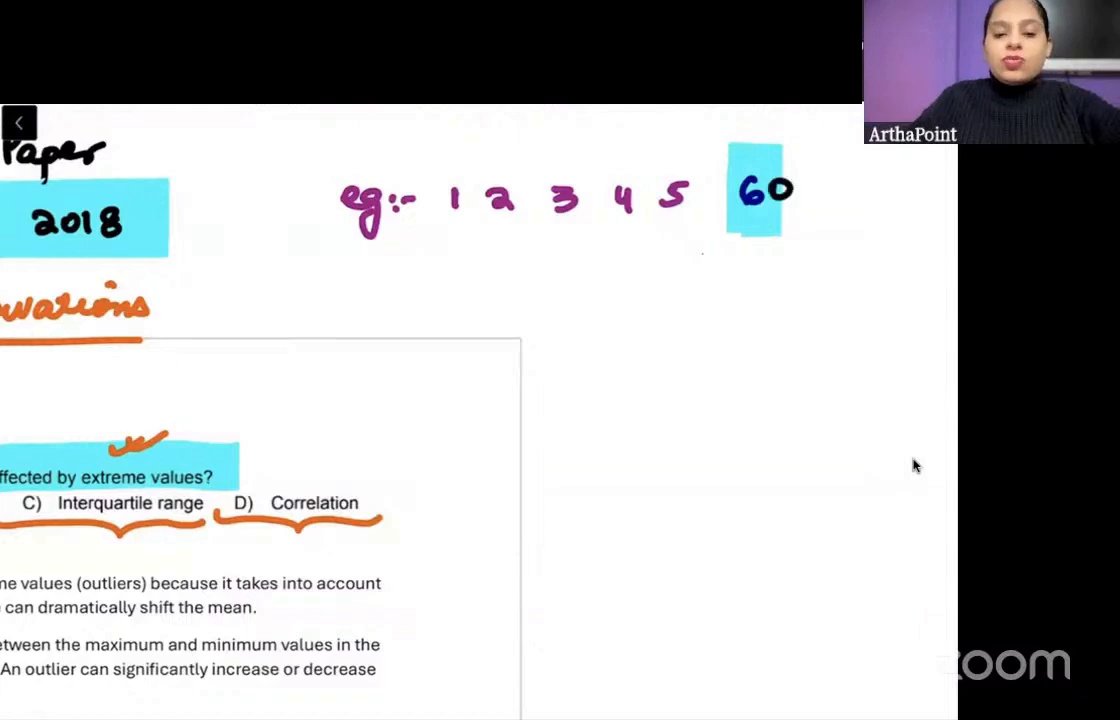 ArthaPoint
Paper
2018
eg:- 1 2 3 4 5 60
vations
ffected by extreme values?
C) Interquartile range D) Correlation
me values (outliers) because it takes into account
e can dramatically shift the mean.
etween the maximum and minimum values in the
An outlier can significantly increase or decrease
zoom